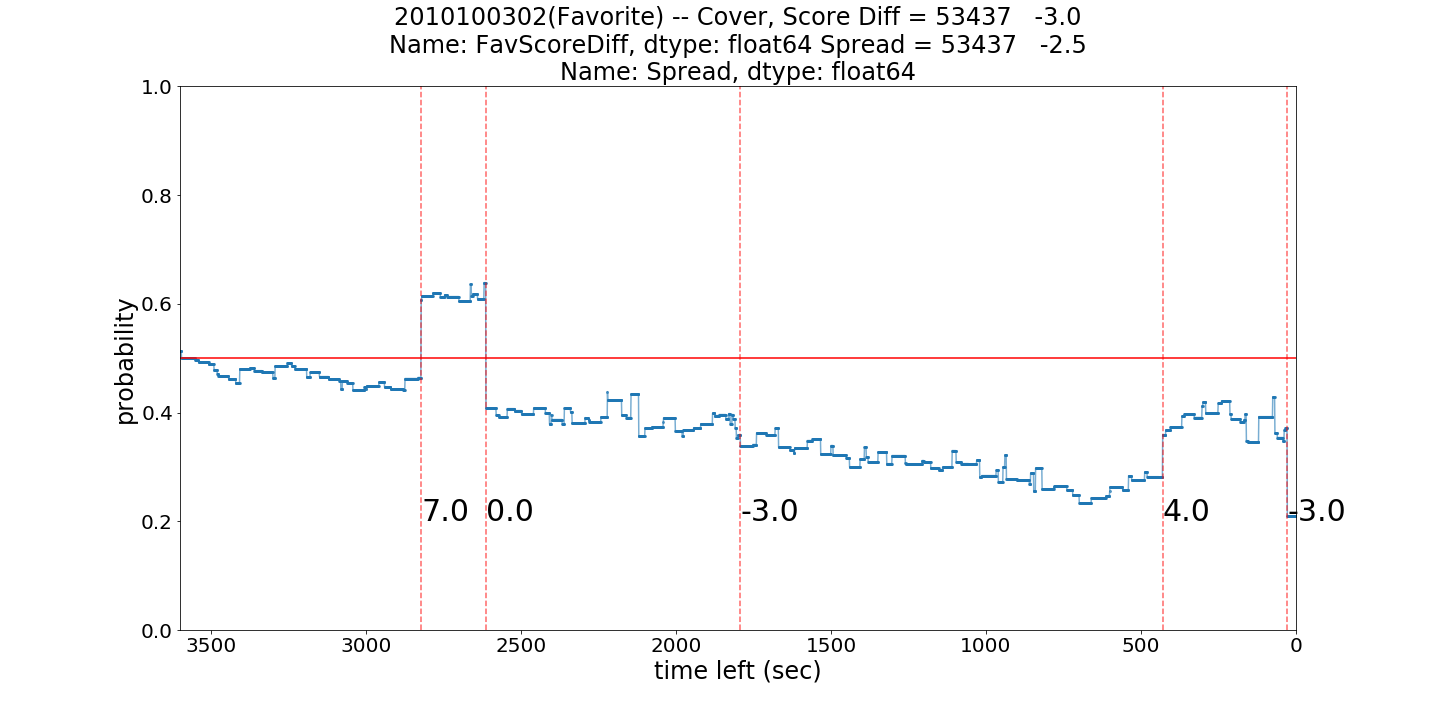 2010100302(Favorite) -- Cover, Score Diff = 53437   -3.0
Name: FavScoreDiff, dtype: float64 Spread = 53437   -2.5
Name: Spread, dtype: float64
1.0
0.8
0.6
0.4
0.2
0.0
probability
7.0
0.0
-3.0
4.0
-3.0
3500 3000 2500 2000 1500 1000 500 0
time left (sec)